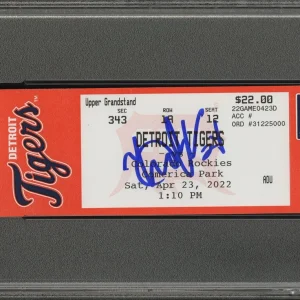 DETROIT
Tigers
Upper Grandstand
SEC ROW SEAT
343 19 12
DETROIT TIGERS
Colorado Rockies
Comerica Park
Sat, Apr 23, 2022
1:10 PM
$22.00
22GAME0423D
ACC #
ORD #31225000
ADU